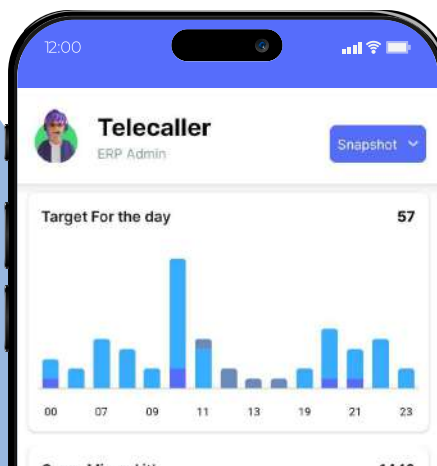 12:00
Telecaller
ERP Admin
Snapshot
Target For the day 57
00 07 09 11 13 19 21 23